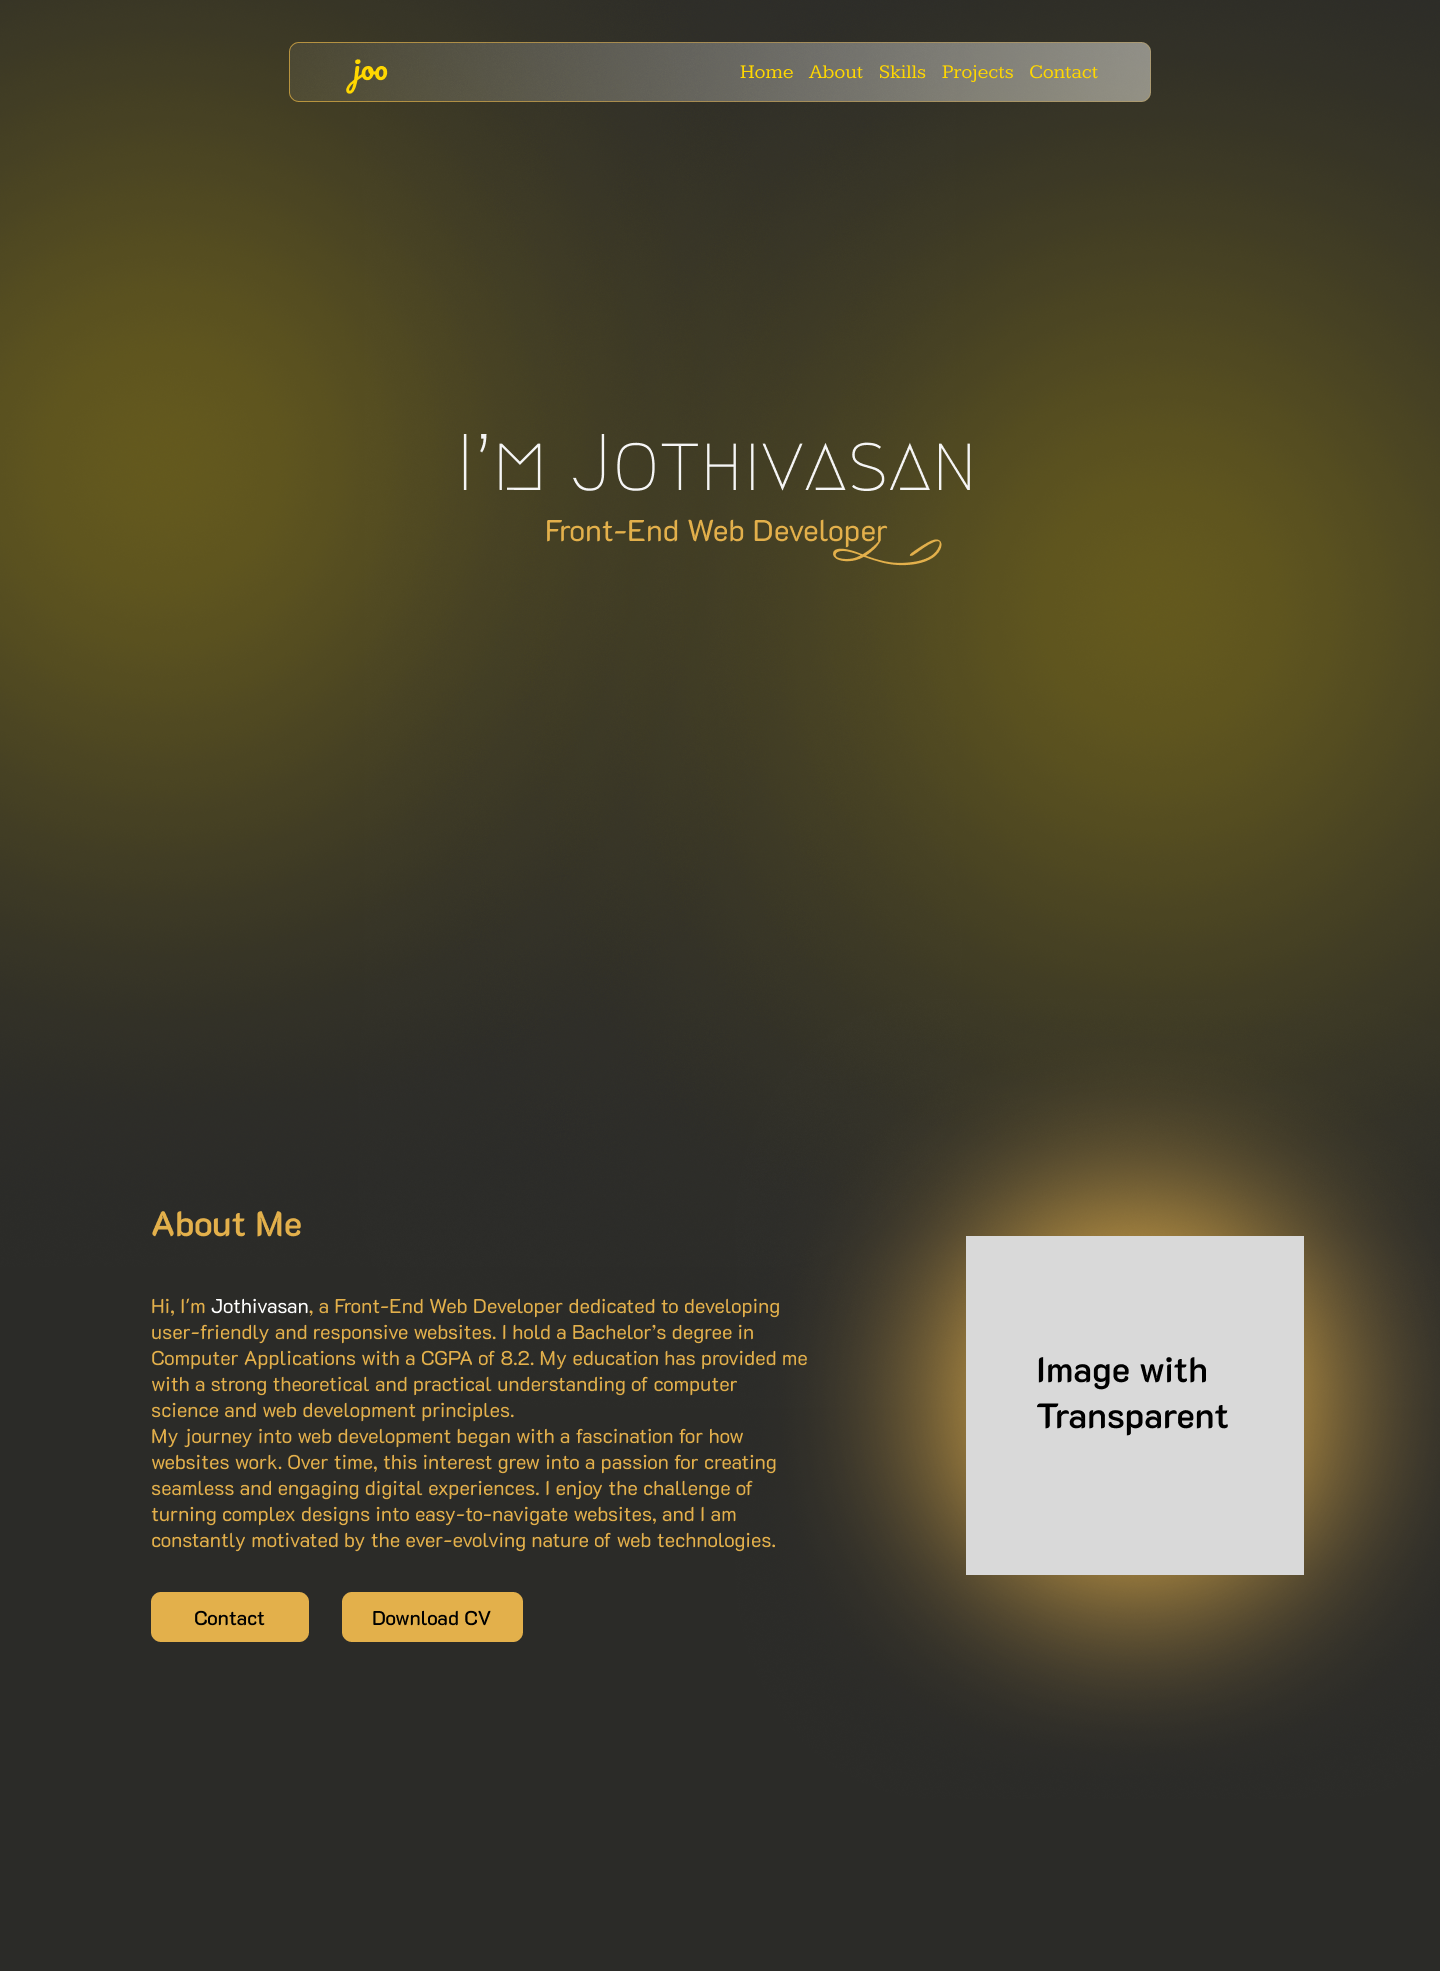 joo
Home About Skills Projects Contact
I’m Jothivasan
Front-End Web Developer
About Me
Hi, I'm Jothivasan, a Front-End Web Developer dedicated to developing
user-friendly and responsive websites. I hold a Bachelor’s degree in
Computer Applications with a CGPA of 8.2. My education has provided me
with a strong theoretical and practical understanding of computer
science and web development principles.
My journey into web development began with a fascination for how
websites work. Over time, this interest grew into a passion for creating
seamless and engaging digital experiences. I enjoy the challenge of
turning complex designs into easy-to-navigate websites, and I am
constantly motivated by the ever-evolving nature of web technologies.
Contact
Download CV
Image with
Transparent